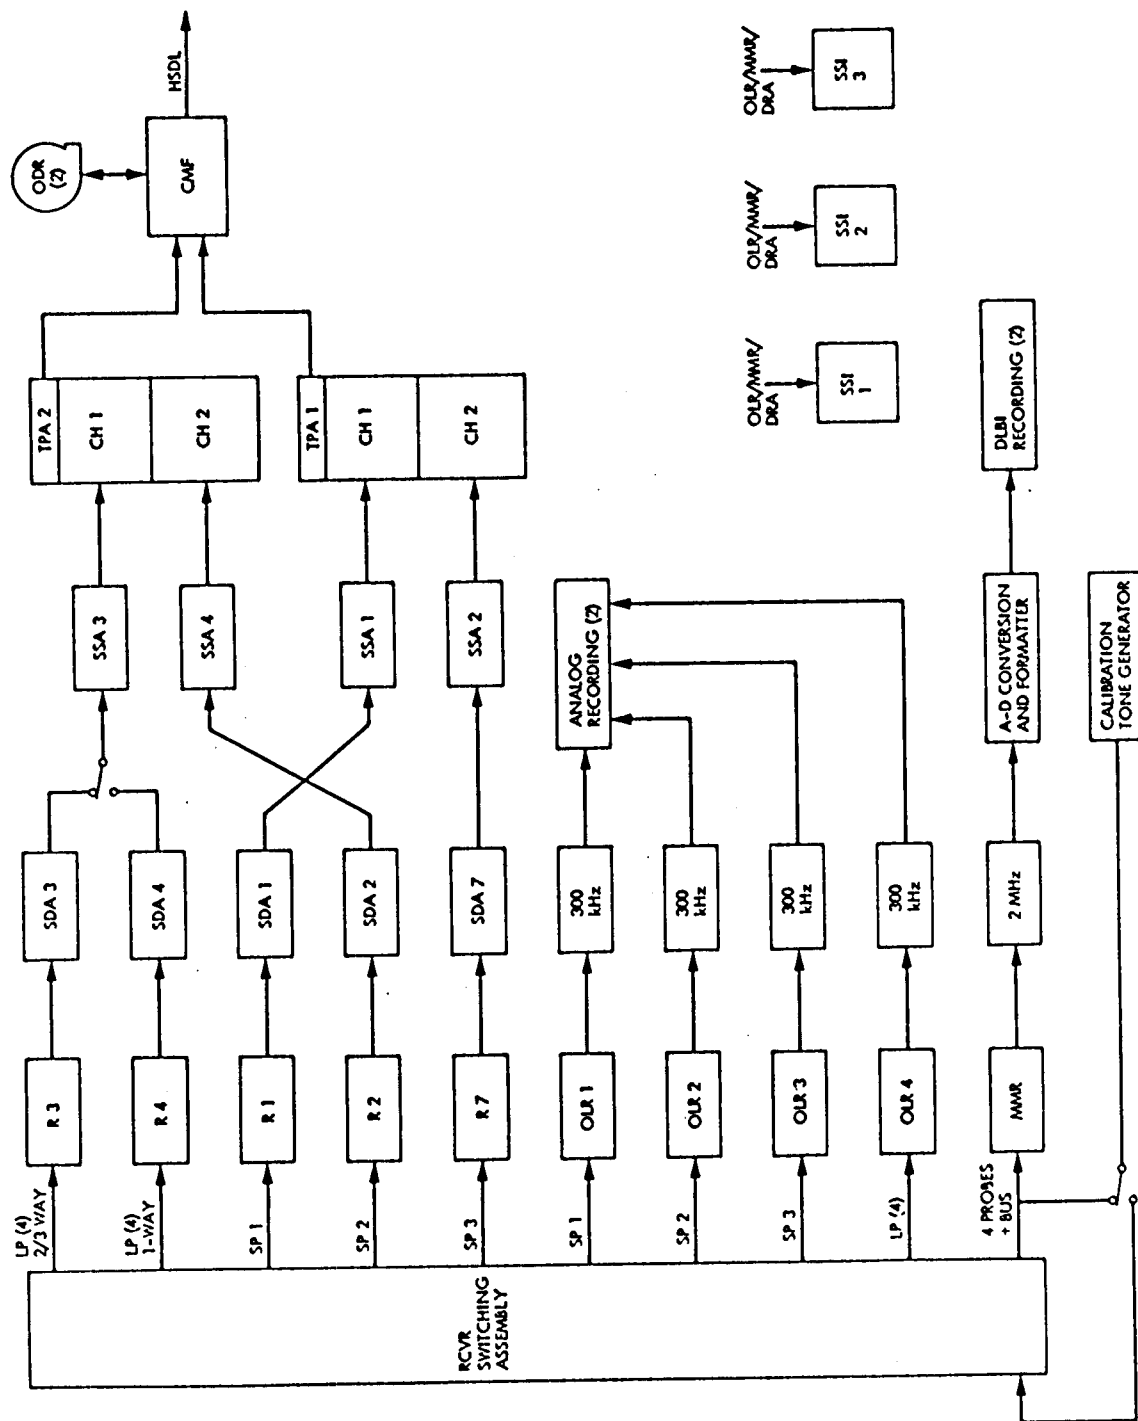 RCVR
SWITCHING
ASSEMBLY
LP (4)
2/3 WAY
R 3
SDA 3
SSA 3
TPA 2
CH 1
CH 2
LP (4)
1-WAY
R 4
SDA 4
SSA 4
SP 1
R 1
SDA 1
SSA 1
TPA 1
CH 1
CH 2
SP 2
R 2
SDA 2
SP 3
R 7
SDA 7
SSA 2
ODR
(2)
CMF
HSDL
SP 1
OLR 1
300
kHz
ANALOG
RECORDING (2)
SP 2
OLR 2
300
kHz
SP 3
OLR 3
300
kHz
LP (4)
OLR 4
300
kHz
4 PROBES
+ BUS
MMR
2 MHz
A-D CONVERSION
AND FORMATTER
DLBI
RECORDING (2)
CALIBRATION
TONE GENERATOR
OLR/MMR/
DRA
SSI
1
OLR/MMR/
DRA
SSI
2
OLR/MMR/
DRA
SSI
3